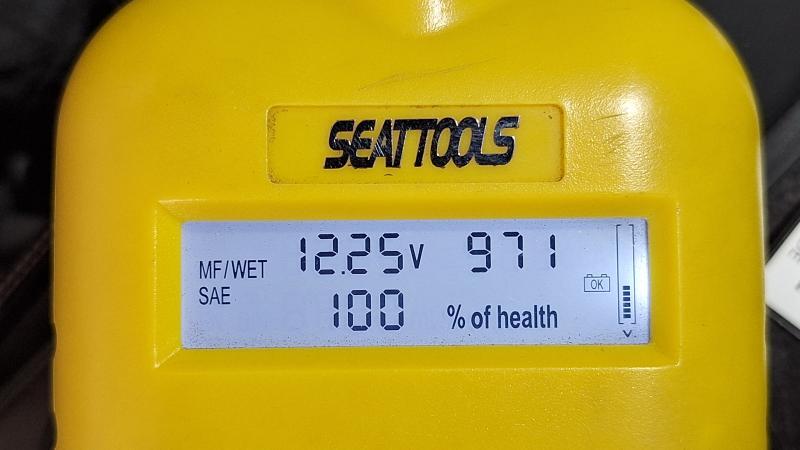 SEATTOOLS
MF/WET 12.25V 971
SAE 100 % of health
OK